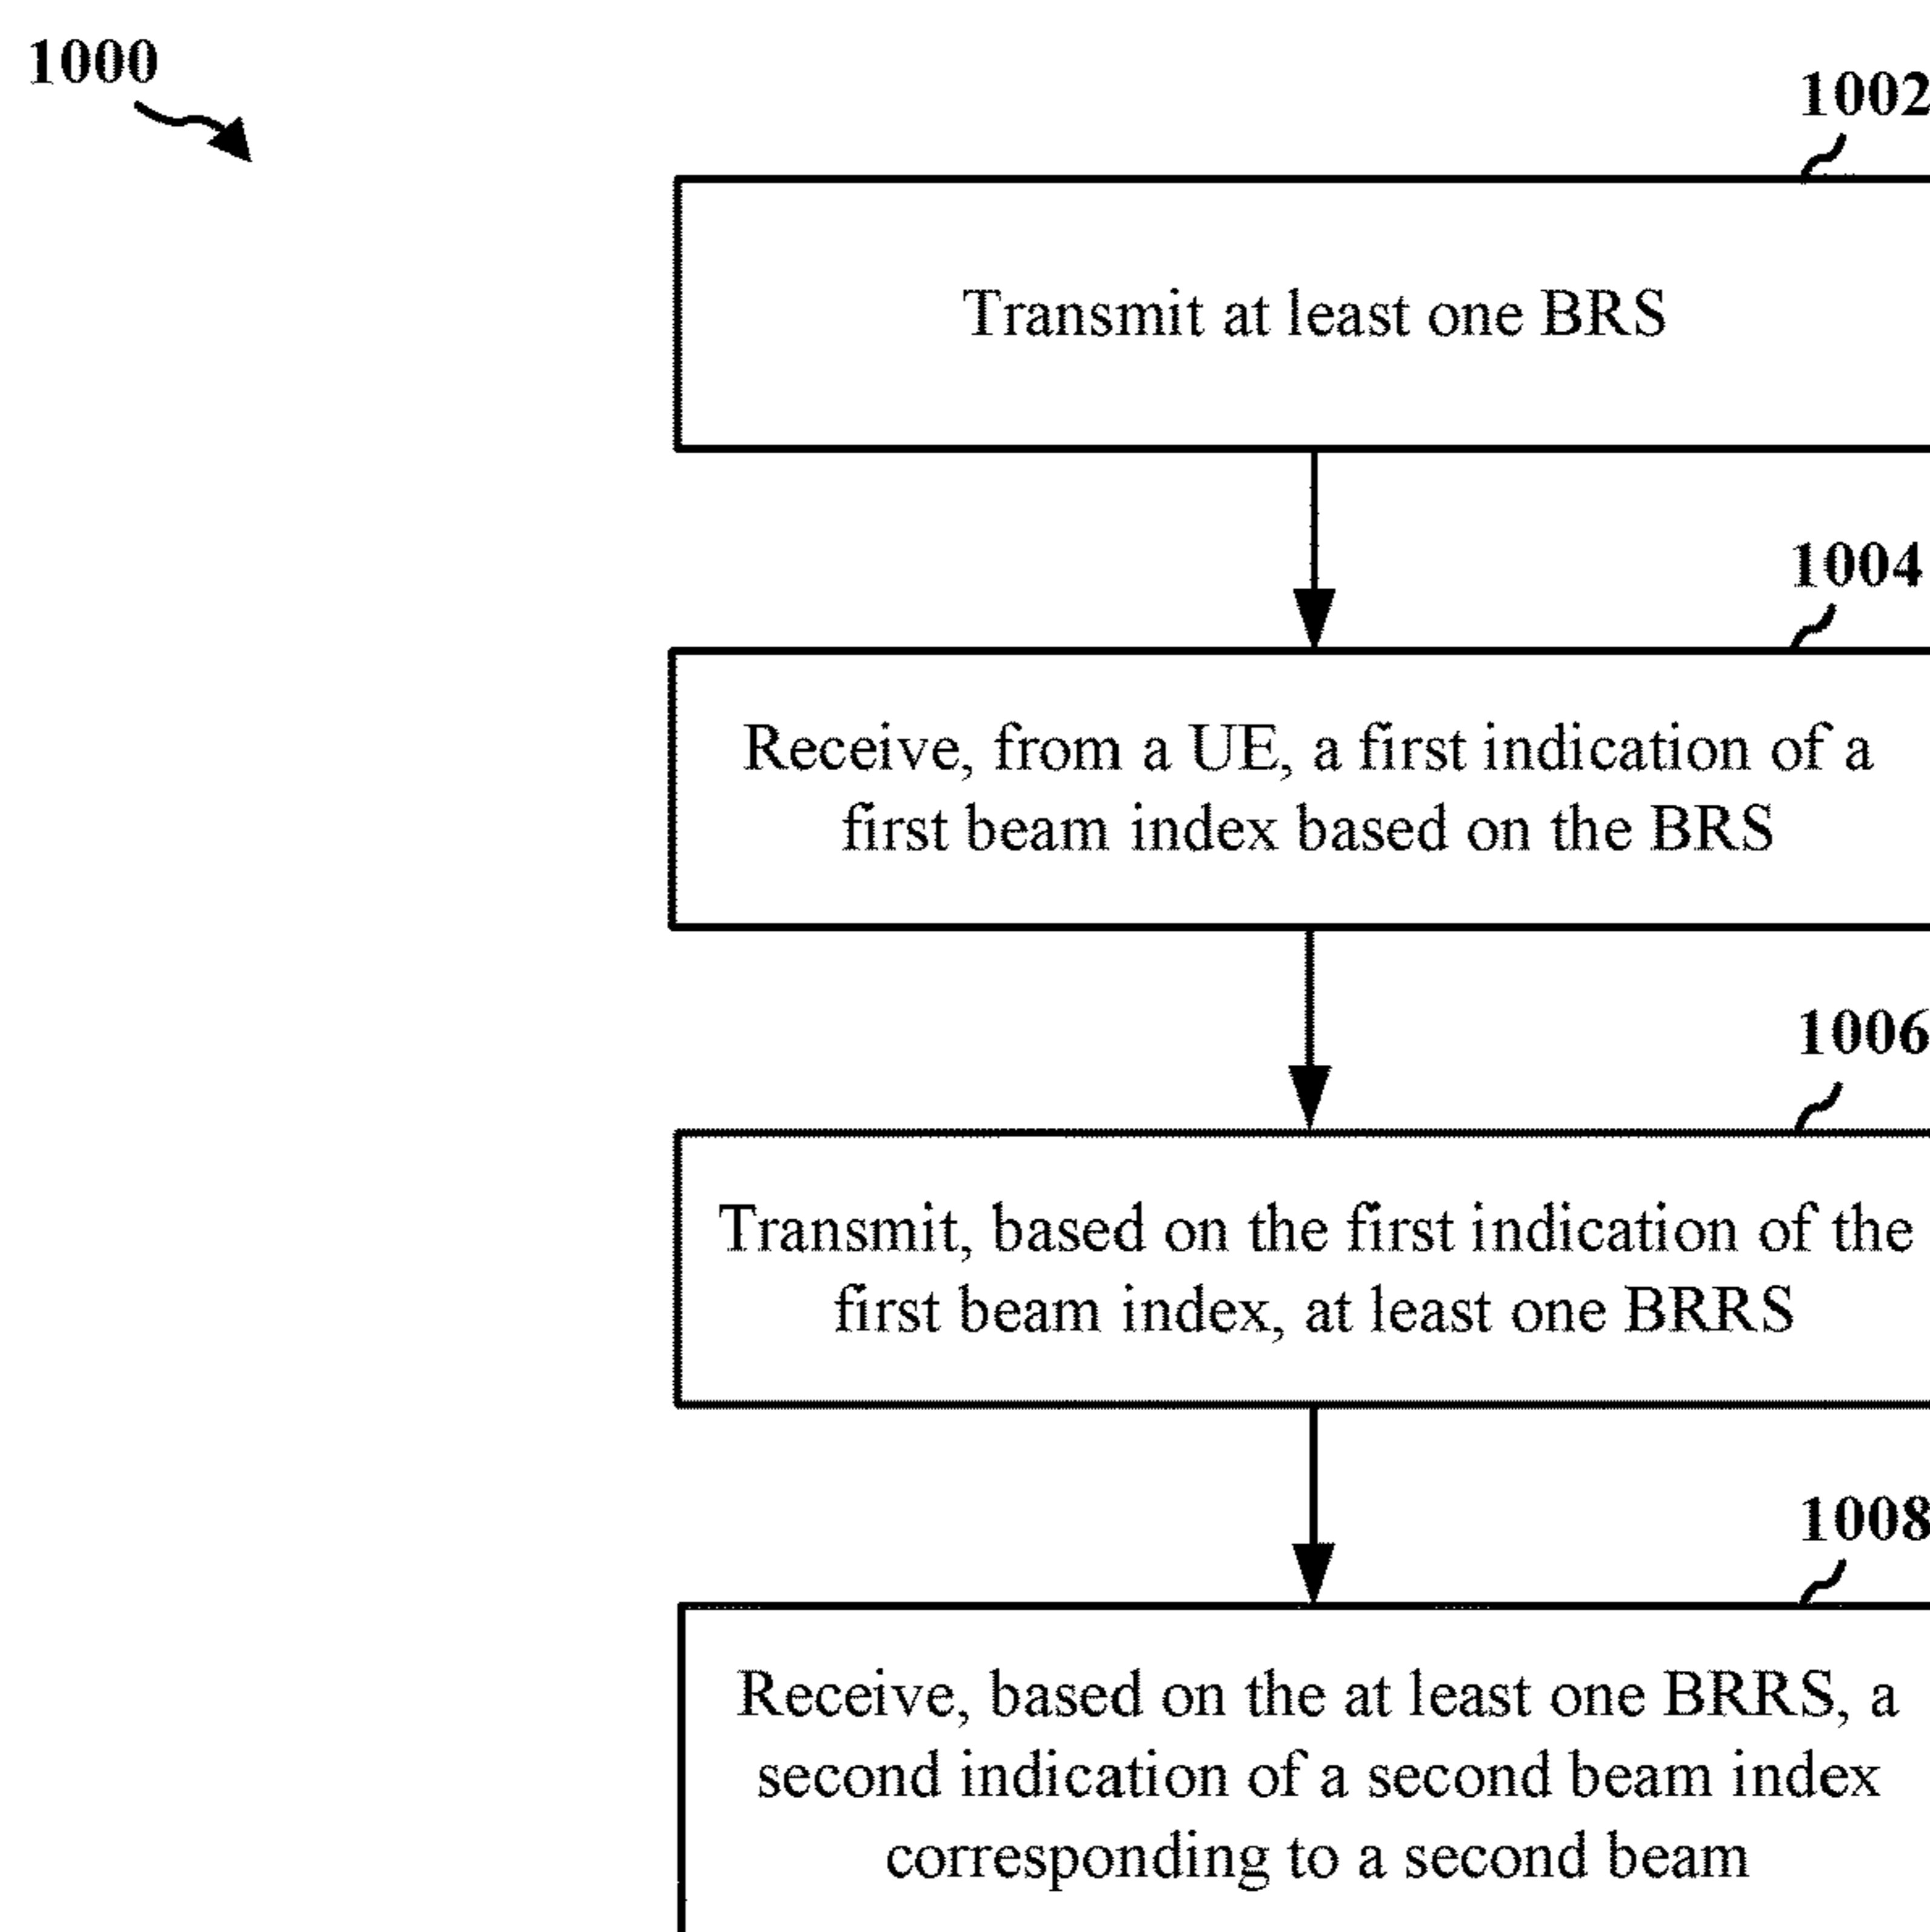 1000
1002
Transmit at least one BRS
1004
Receive, from a UE, a first indication of a
first beam index based on the BRS
1006
Transmit, based on the first indication of the
first beam index, at least one BRRS
1008
Receive, based on the at least one BRRS, a
second indication of a second beam index
corresponding to a second beam